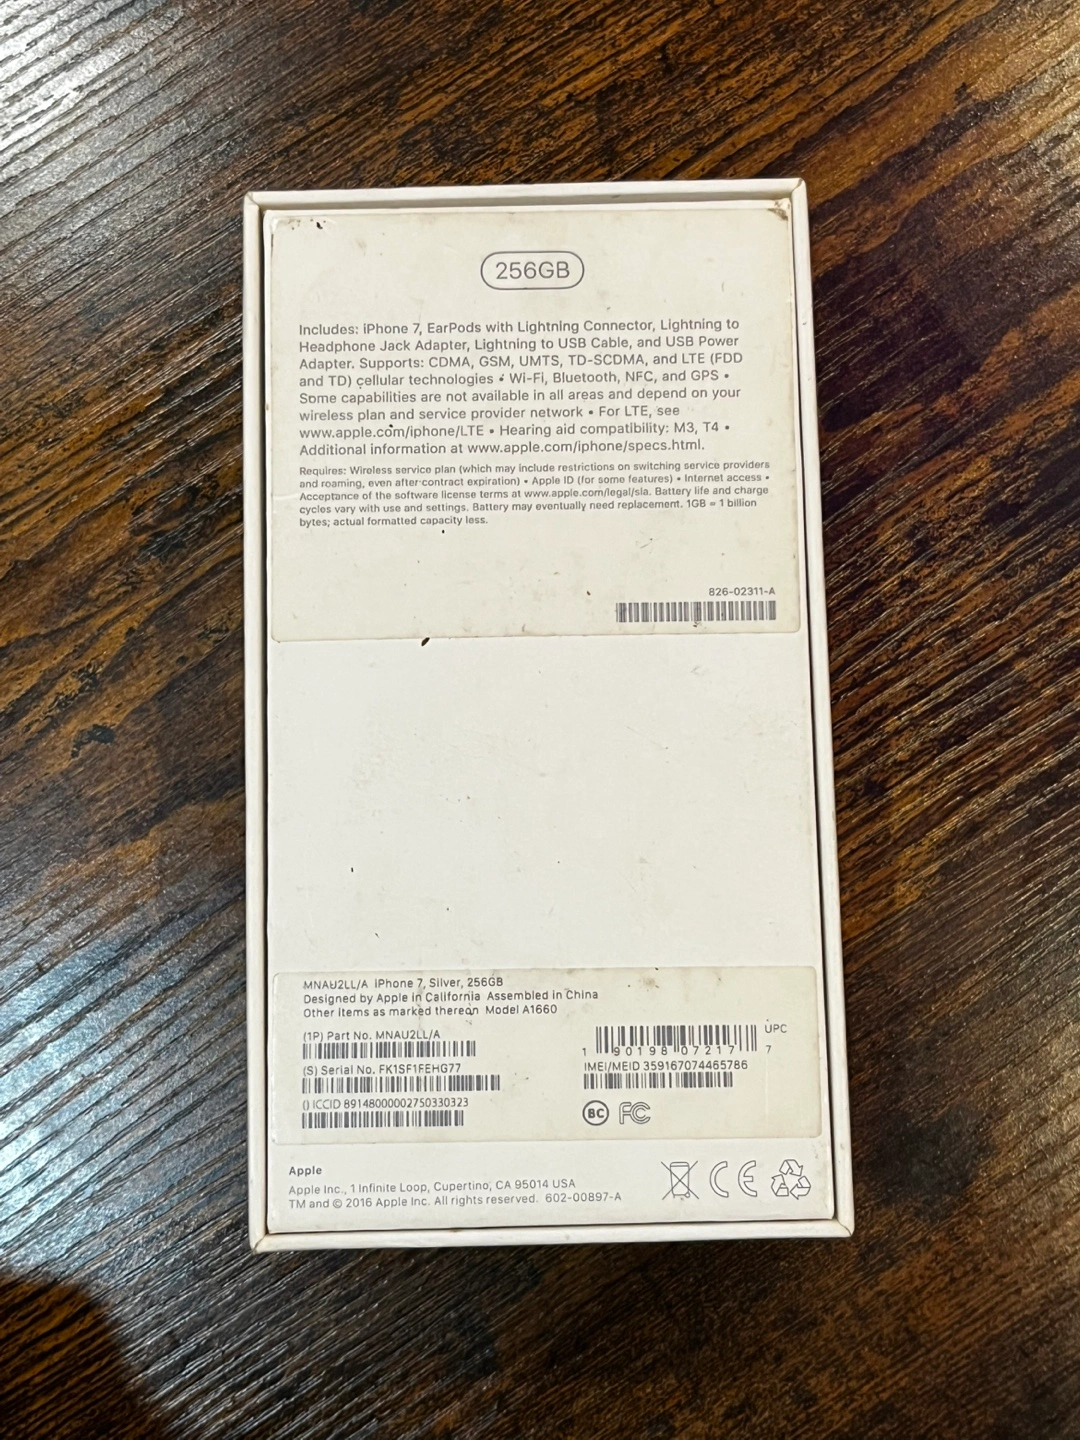 256GB
Includes: iPhone 7, EarPods with Lightning Connector, Lightning to
Headphone Jack Adapter, Lightning to USB Cable, and USB Power
Adapter. Supports: CDMA, GSM, UMTS, TD-SCDMA, and LTE (FDD
and TD) cellular technologies • Wi-Fi, Bluetooth, NFC, and GPS •
Some capabilities are not available in all areas and depend on your
wireless plan and service provider network • For LTE, see
www.apple.com/iphone/LTE • Hearing aid compatibility: M3, T4 •
Additional information at www.apple.com/iphone/specs.html.
Requires: Wireless service plan (which may include restrictions on switching service providers
and roaming, even after contract expiration) • Apple ID (for some features) • Internet access •
Acceptance of the software license terms at www.apple.com/legal/sla. Battery life and charge
cycles vary with use and settings. Battery may eventually need replacement. 1GB = 1 billion
bytes; actual formatted capacity less.
826-02311-A
MNAU2LL/A iPhone 7, Silver, 256GB
Designed by Apple in California Assembled in China
Other items as marked thereon Model A1660
(1P) Part No. MNAU2LL/A
(S) Serial No. FK1SF1FEHG77
() ICCID 89148000002750330323
UPC
1 90198 07217 7
IMEI/MEID 359167074465786
BC FC
Apple
Apple Inc., 1 Infinite Loop, Cupertino, CA 95014 USA
TM and © 2016 Apple Inc. All rights reserved. 602-00897-A
CE